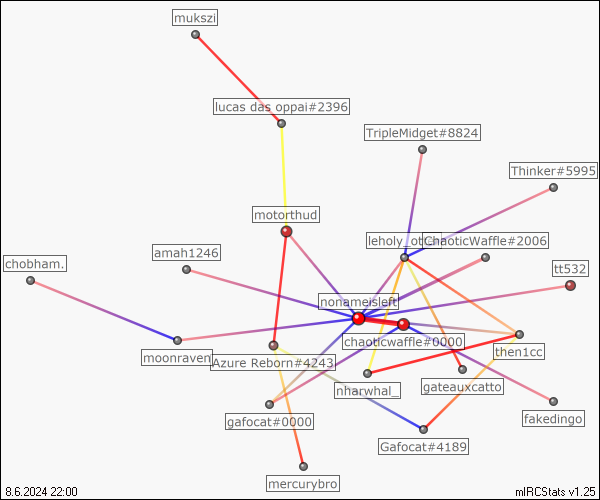 mukszi
lucas das oppai#2396
TripleMidget#8824
Thinker#5995
motorthud
ChaoticWaffle#2006
amah1246
chobham.
tt532
nonameisleft
chaoticwaffle#0000
then1cc
moonraven
Azure Reborn#4243
nharwhal_
gateauxcatto
gafocat#0000
fakedingo
Gafocat#4189
mercurybro
8.6.2024 22:00
mIRCStats v1.25